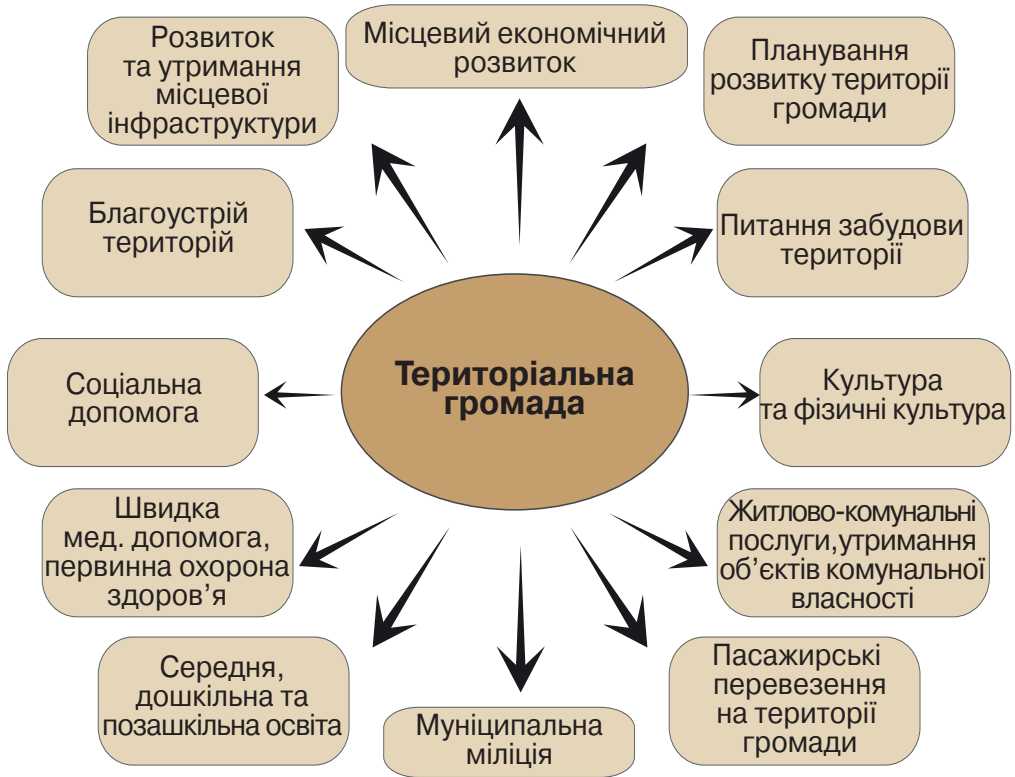 Місцевий економічний
розвиток
Розвиток
та утримання
місцевої
інфраструктури
Планування
розвитку території
громади
Благоустрій
територій
Питання забудови
території
Територіальна
громада
Соціальна
допомога
Культура
та фізичні культура
Швидка
мед. допомога,
первинна охорона
здоров’я
Житлово-комунальні
послуги,утримання
об’єктів комунальної
власності
Середня,
дошкільна та
позашкільна освіта
Муніципальна
міліція
Пасажирські
перевезення
на території
громади